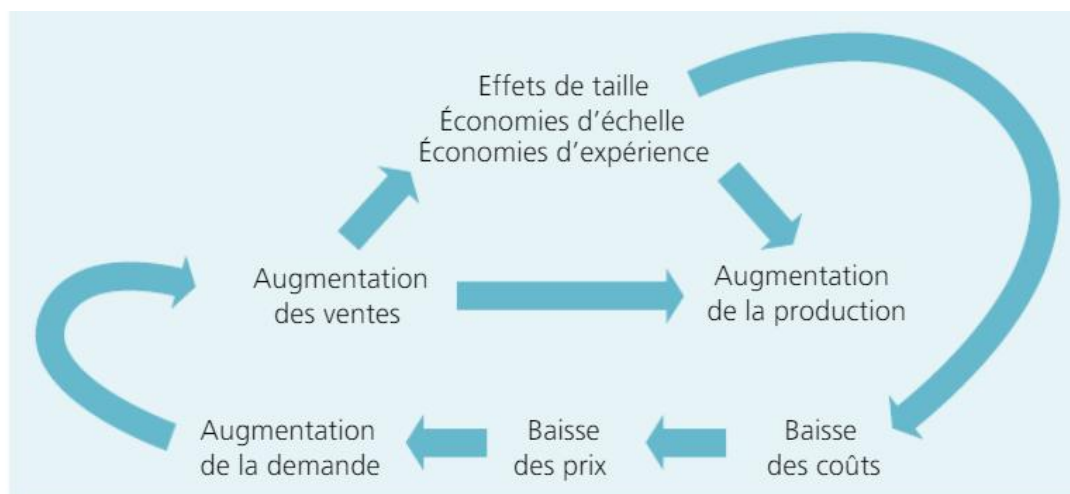 Effets de taille
Économies d'échelle
Économies d'expérience
Augmentation
des ventes
Augmentation
de la production
Augmentation
de la demande
Baisse
des prix
Baisse
des coûts